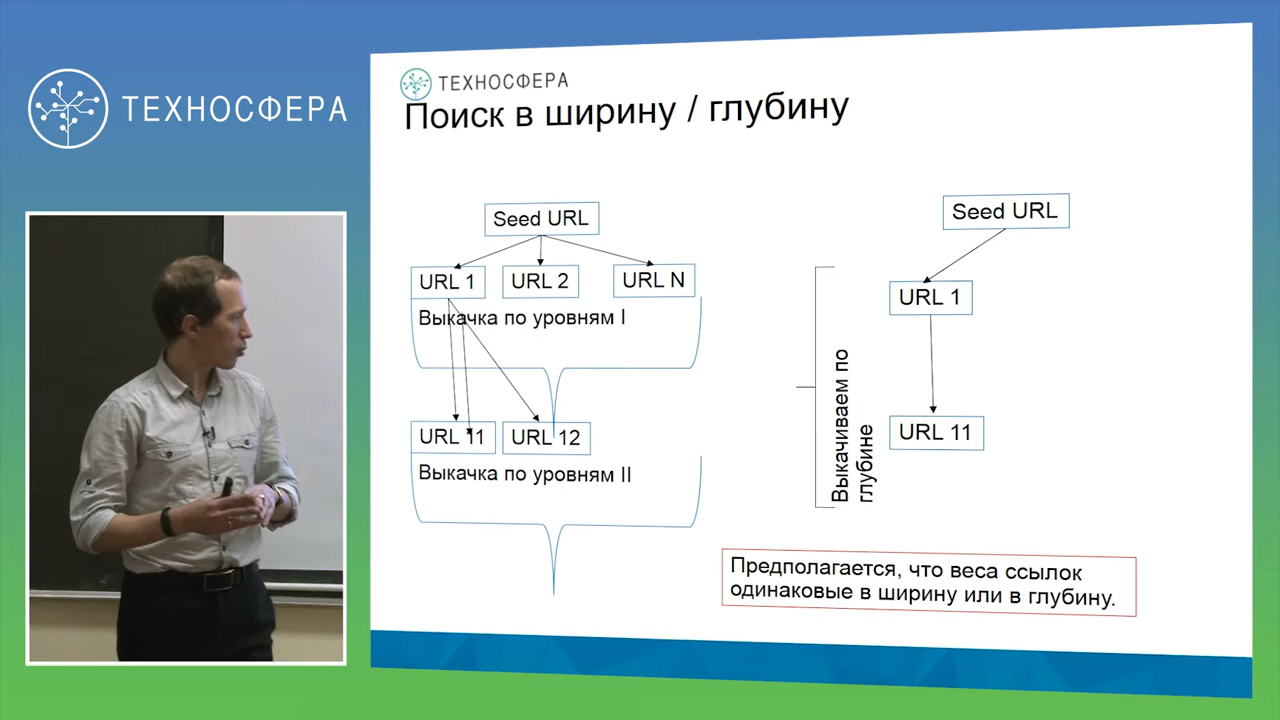 ТЕХНОСФЕРА
ТЕХНОСФЕРА
Поиск в ширину / глубину
Seed URL
URL 1
URL 2
URL N
Выкачка по уровням I
URL 11
URL 12
Выкачка по уровням II
Seed URL
URL 1
URL 11
Выкачиваем по
глубине
Предполагается, что веса ссылок
одинаковые в ширину или в глубину.